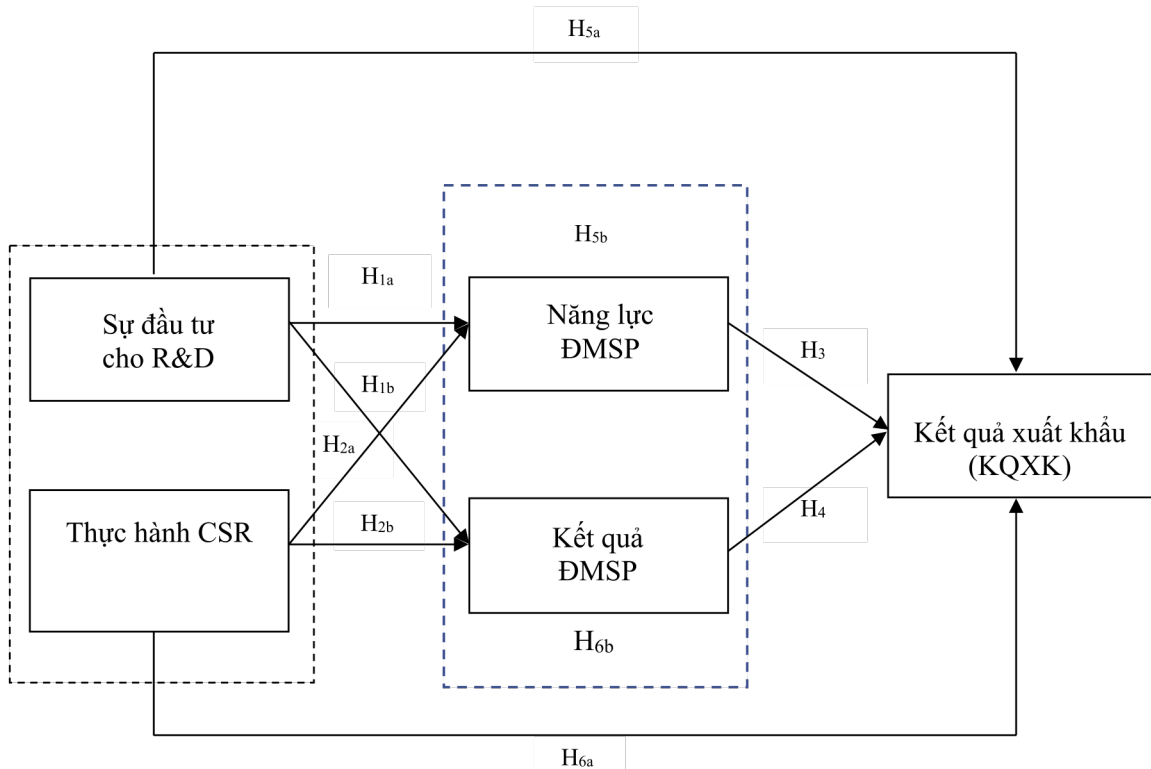 H5a
H5b
H1a
Sự đầu tư
cho R&D
Năng lực
ĐMSP
H3
H1b
H2a
Kết quả xuất khẩu
(KQXK)
Thực hành CSR
H2b
H4
Kết quả
ĐMSP
H6b
H6a